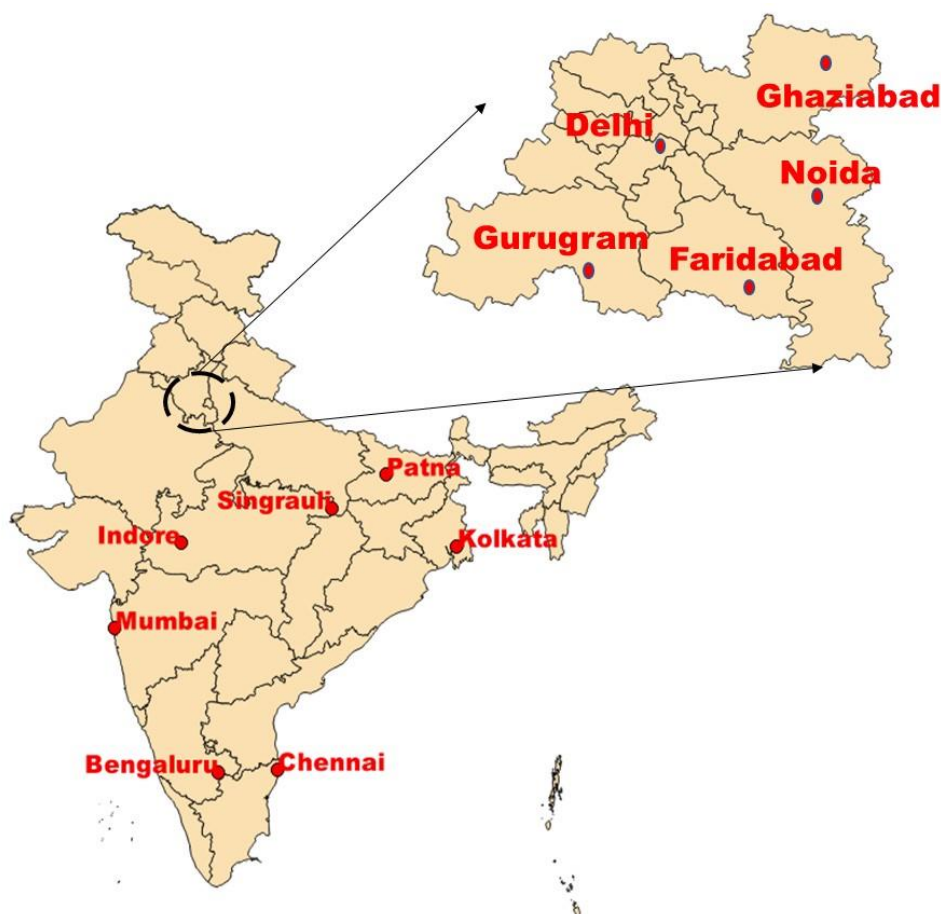 Ghaziabad
Delhi
Noida
Gurugram
Faridabad
Patna
Singrauli
Indore
Kolkata
Mumbai
Bengaluru
Chennai